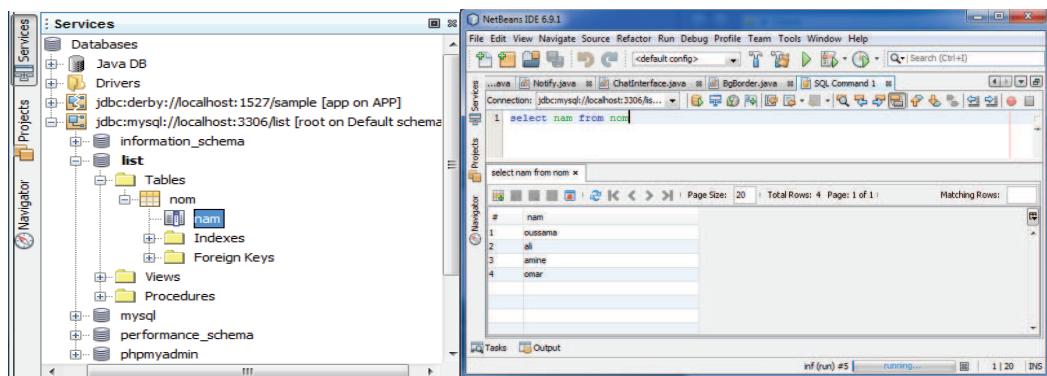 Services
Projects
Navigator
Services
Databases
Java DB
Drivers
jdbc:derby://localhost:1527/sample [app on APP]
jdbc:mysql://localhost:3306/list [root on Default schema
information_schema
list
Tables
nom
nam
Indexes
Foreign Keys
Views
Procedures
mysql
performance_schema
phpmyadmin
NetBeans IDE 6.9.1
File Edit View Navigate Source Refactor Run Debug Profile Team Tools Window Help
<default config>
Search (Ctrl+I)
Services
Projects
Navigator
...ava Notify.java ChatInterface.java BgBorder.java SQL Command 1
Connection: jdbc:mysql://localhost:3306/lis...
1 select nam from nom
select nam from nom
Page Size: 20 Total Rows: 4 Page: 1 of 1 Matching Rows:
# nam
1 oussama
2 ali
3 amine
4 omar
Tasks Output
inf (run) #5 running... 1 | 20 INS